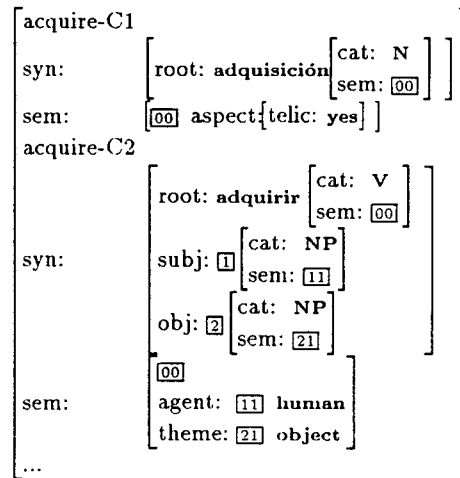 acquire-C1
syn: root: adquisición cat: N
sem: 00
sem: 00 aspect: telic: yes
acquire-C2
syn: root: adquirir cat: V
sem: 00
subj: 1 cat: NP
sem: 11
obj: 2 cat: NP
sem: 21
sem: 00
agent: 11 human
theme: 21 object
...